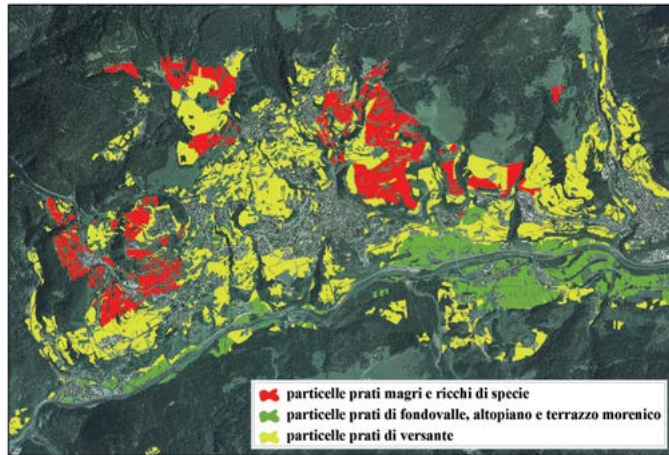 particelle prati magri e ricchi di specie
particelle prati di fondovalle, altopiano e terrazzo morenico
particelle prati di versante